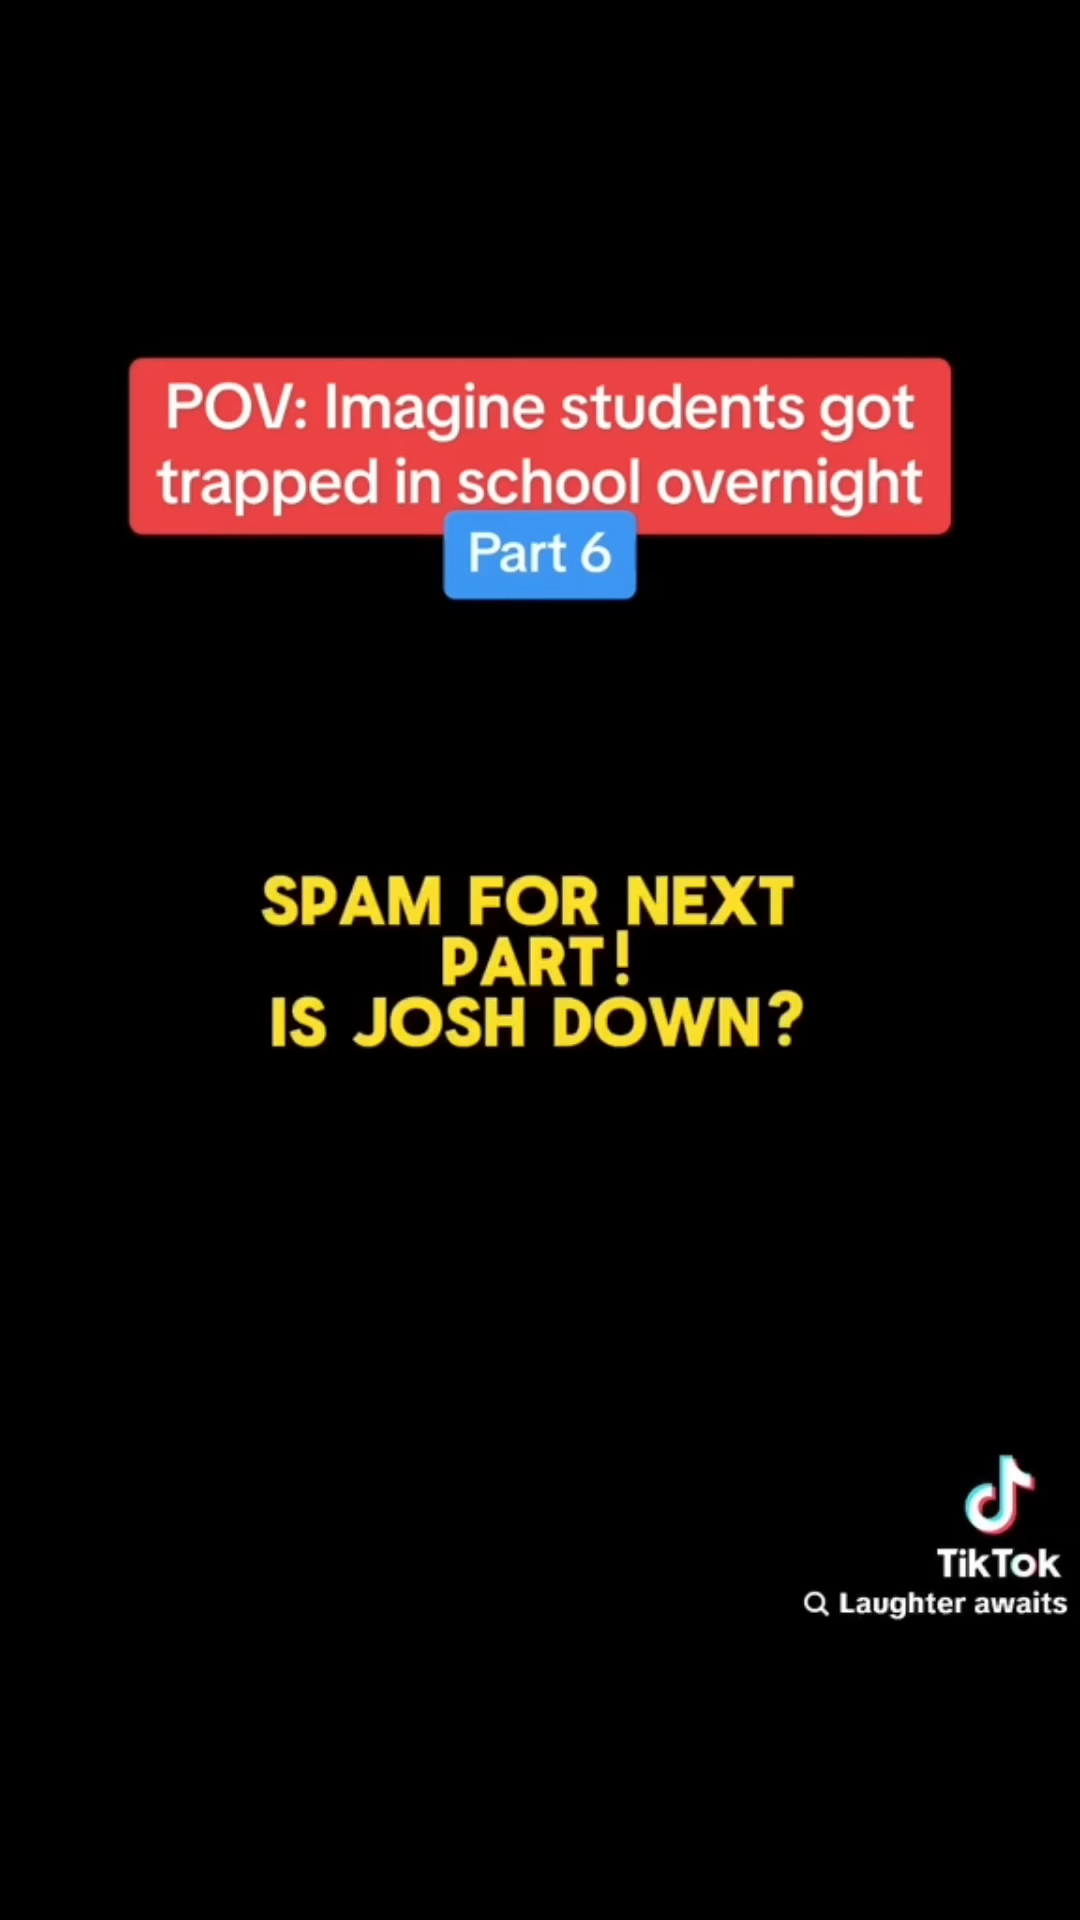 POV: Imagine students got
trapped in school overnight
Part 6
SPAM FOR NEXT
PART!
IS JOSH DOWN?
TikTok
Laughter awaits